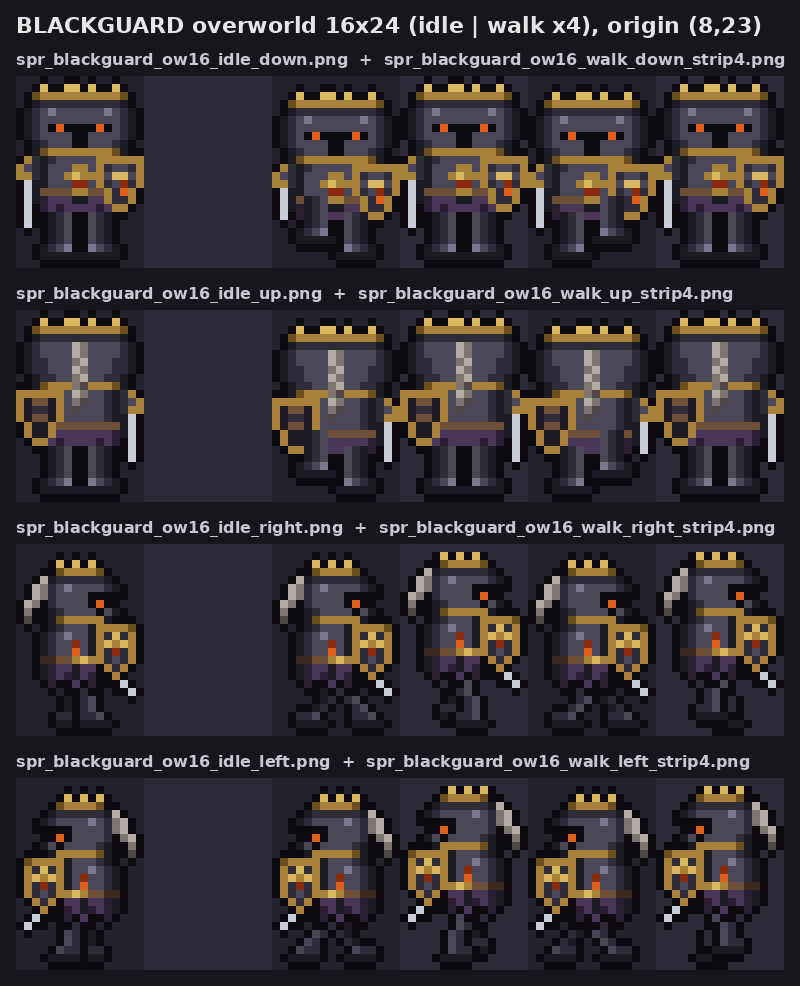 BLACKGUARD overworld 16x24 (idle | walk x4), origin (8,23)
spr_blackguard_ow16_idle_down.png + spr_blackguard_ow16_walk_down_strip4.png
spr_blackguard_ow16_idle_up.png + spr_blackguard_ow16_walk_up_strip4.png
spr_blackguard_ow16_idle_right.png + spr_blackguard_ow16_walk_right_strip4.png
spr_blackguard_ow16_idle_left.png + spr_blackguard_ow16_walk_left_strip4.png